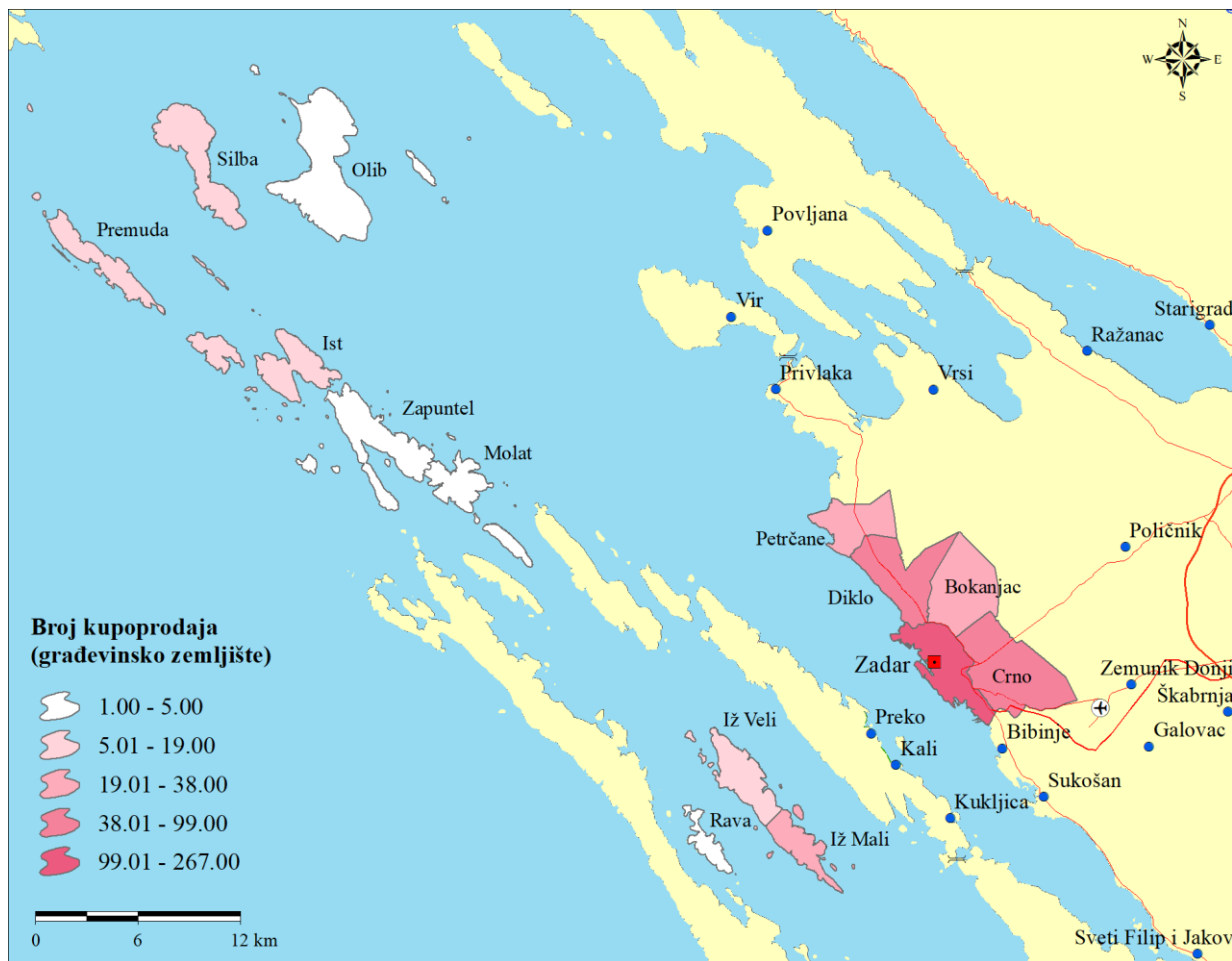 N
W E
S
Silba
Olib
Premuda
Povljana
Vir
Starigrad
Ist
Ražanac
Privlaka
Vrsi
Zapuntel
Molat
Petrčane
Poličnik
Bokanjac
Diklo
Broj kupoprodaja
(građevinsko zemljište)
Zadar
Crno
Zemunik Donji
Škabrnja
1.00 - 5.00
Iž Veli
Preko
Bibinje
Galovac
5.01 - 19.00
Kali
19.01 - 38.00
Sukošan
Rava
Kukljica
38.01 - 99.00
Iž Mali
99.01 - 267.00
0 6 12 km
Sveti Filip i Jakov